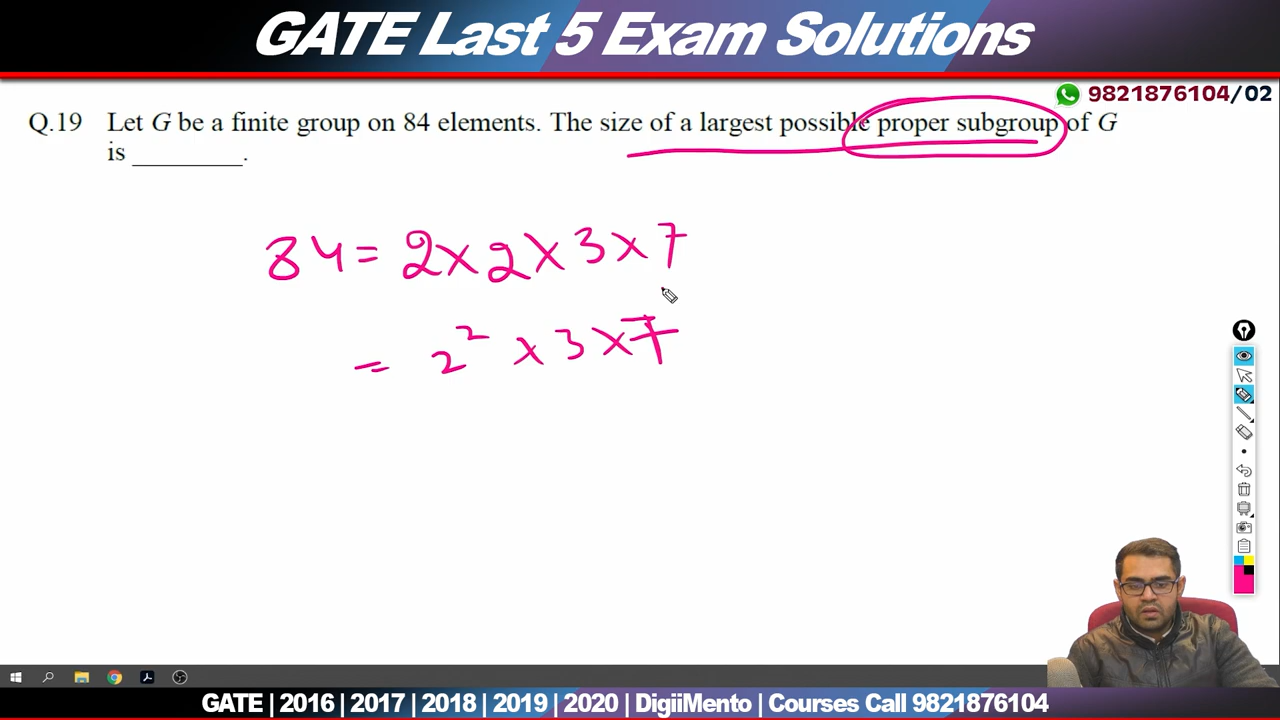 GATE Last 5 Exam Solutions
9821876104/02
Q.19 Let G be a finite group on 84 elements. The size of a largest possible proper subgroup of G
is ________.
84 = 2 × 2 × 3 × 7
= 2² × 3 × 7
GATE | 2016 | 2017 | 2018 | 2019 | 2020 | DigiiMento | Courses Call 9821876104